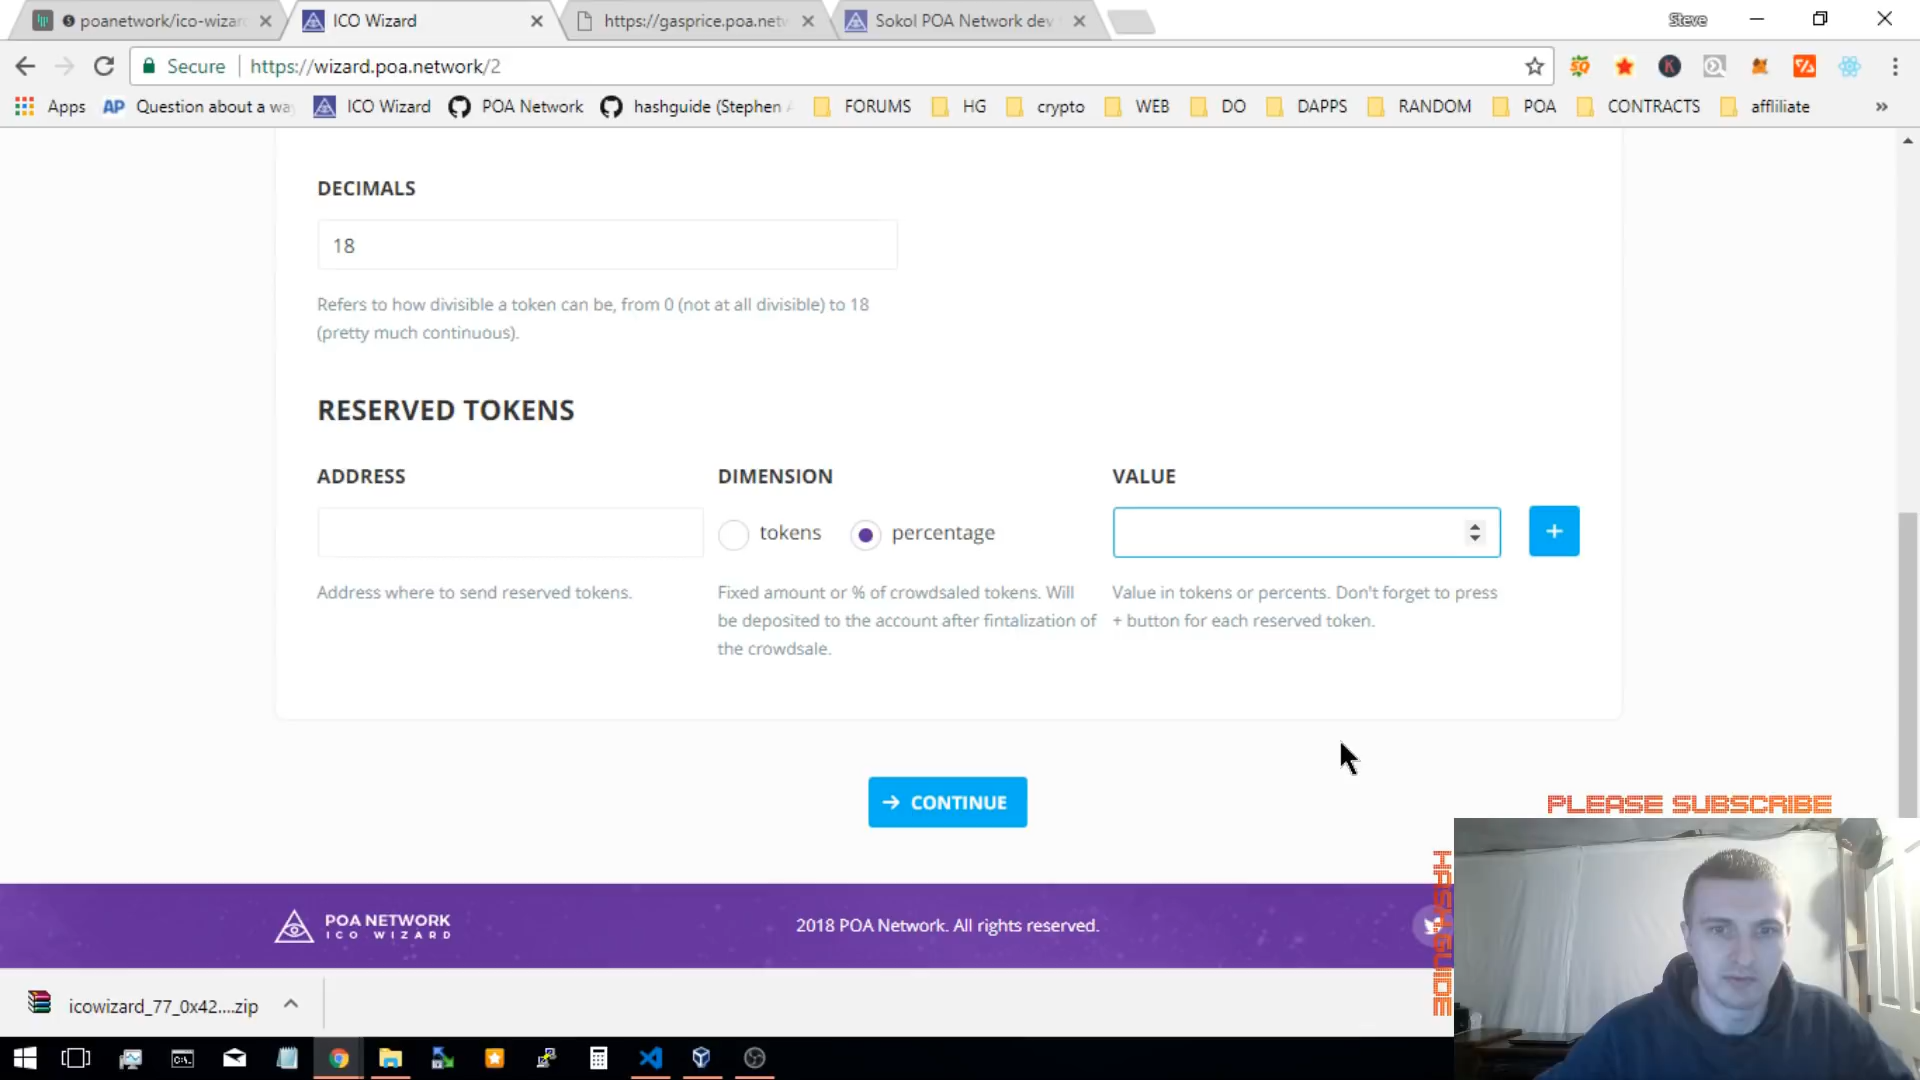 poanetwork/ico-wizar
ICO Wizard
https://gasprice.poa.net
Sokol POA Network dev
Steve
Secure
https://wizard.poa.network/2
Apps
AP
Question about a wa
ICO Wizard
POA Network
hashguide (Stephen
FORUMS
HG
crypto
WEB
DO
DAPPS
RANDOM
POA
CONTRACTS
affliliate
»
DECIMALS
18
Refers to how divisible a token can be, from 0 (not at all divisible) to 18
(pretty much continuous).
RESERVED TOKENS
ADDRESS
DIMENSION
VALUE
tokens
percentage
+
Address where to send reserved tokens.
Fixed amount or % of crowdsaled tokens. Will
be deposited to the account after fintalization of
the crowdsale.
Value in tokens or percents. Don't forget to press
+ button for each reserved token.
→ CONTINUE
PLEASE SUBSCRIBE
HASH GUIDE
POA NETWORK
ICO WIZARD
2018 POA Network. All rights reserved.
icowizard_77_0x42....zip